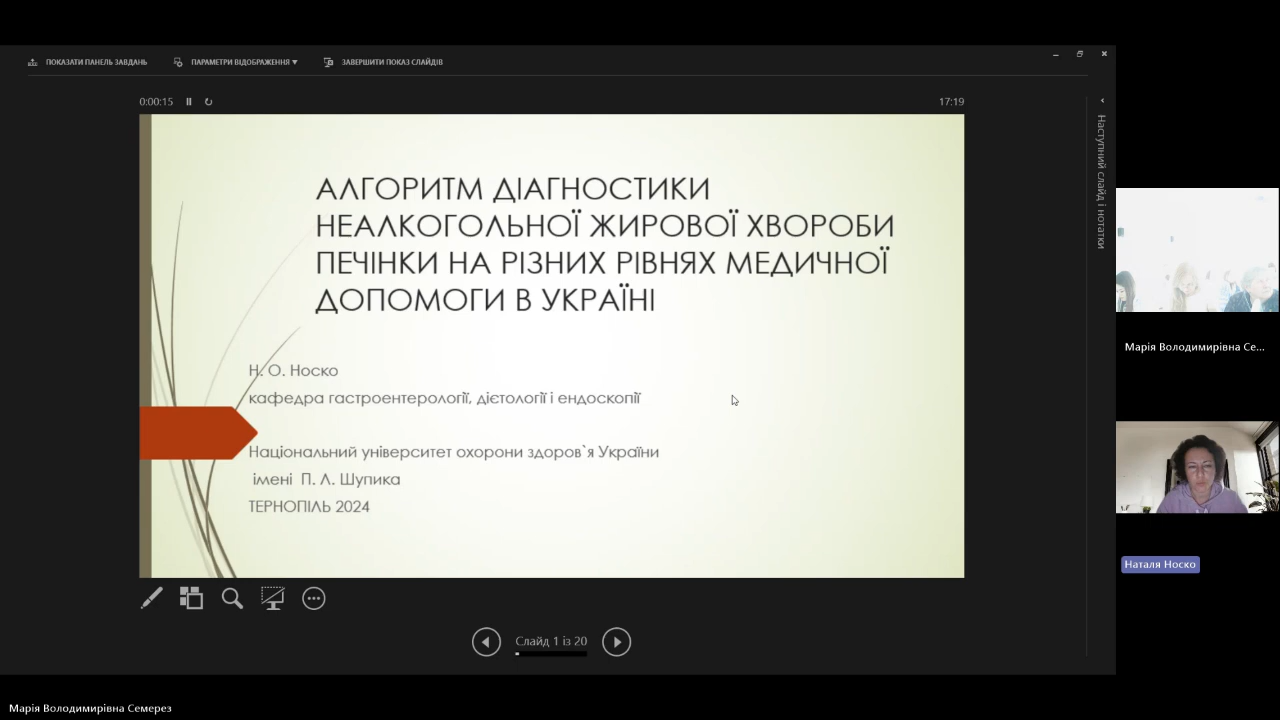 ПОКАЗАТИ ПАНЕЛЬ ЗАВДАНЬ
ПАРАМЕТРИ ВІДОБРАЖЕННЯ ▼
ЗАВЕРШИТИ ПОКАЗ СЛАЙДІВ
0:00:15
17:19
АЛГОРИТМ ДІАГНОСТИКИ
НЕАЛКОГОЛЬНОЇ ЖИРОВОЇ ХВОРОБИ
ПЕЧІНКИ НА РІЗНИХ РІВНЯХ МЕДИЧНОЇ
ДОПОМОГИ В УКРАЇНІ
Н. О. Носко
кафедра гастроентерології, дієтології і ендоскопії
Національний університет охорони здоров`я України
імені П. Л. Шупика
ТЕРНОПІЛЬ 2024
Слайд 1 із 20
Наступний слайд і нотатки
Марія Володимирівна Се...
Наталя Носко
Марія Володимирівна Семерез